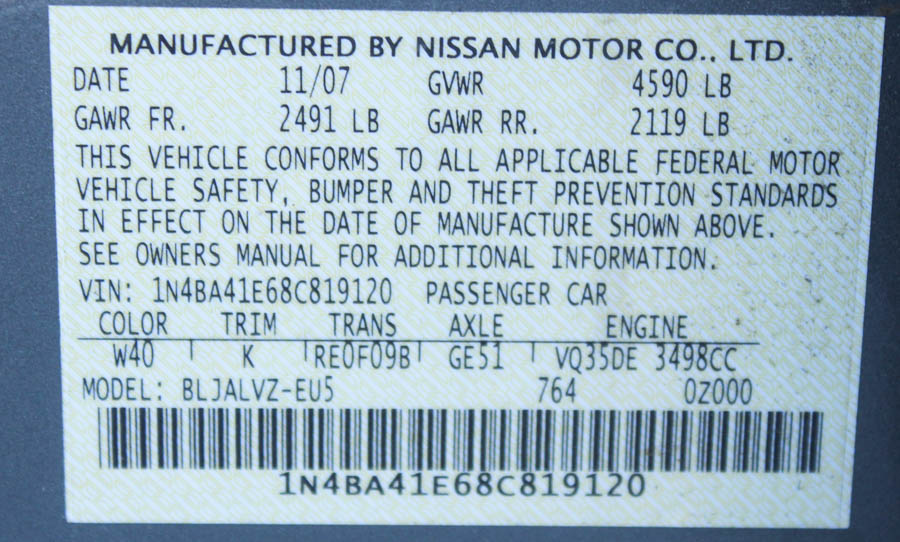 MANUFACTURED BY NISSAN MOTOR CO., LTD.
DATE 11/07 GVWR 4590 LB
GAWR FR. 2491 LB GAWR RR. 2119 LB
THIS VEHICLE CONFORMS TO ALL APPLICABLE FEDERAL MOTOR
VEHICLE SAFETY, BUMPER AND THEFT PREVENTION STANDARDS
IN EFFECT ON THE DATE OF MANUFACTURE SHOWN ABOVE.
SEE OWNERS MANUAL FOR ADDITIONAL INFORMATION.
VIN: 1N4BA41E68C819120 PASSENGER CAR
COLOR TRIM TRANS AXLE ENGINE
W40 K RE0F09B GE51 VQ35DE 3498CC
MODEL: BLJALVZ-EU5 764 0Z000
1N4BA41E68C819120